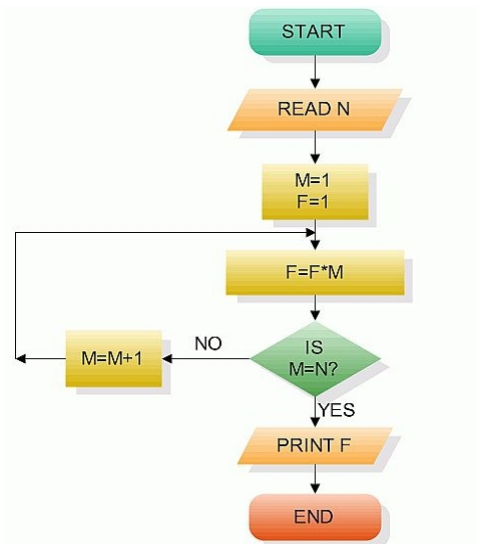 START
READ N
M=1
F=1
F=F*M
NO
M=M+1
IS
M=N?
YES
PRINT F
END